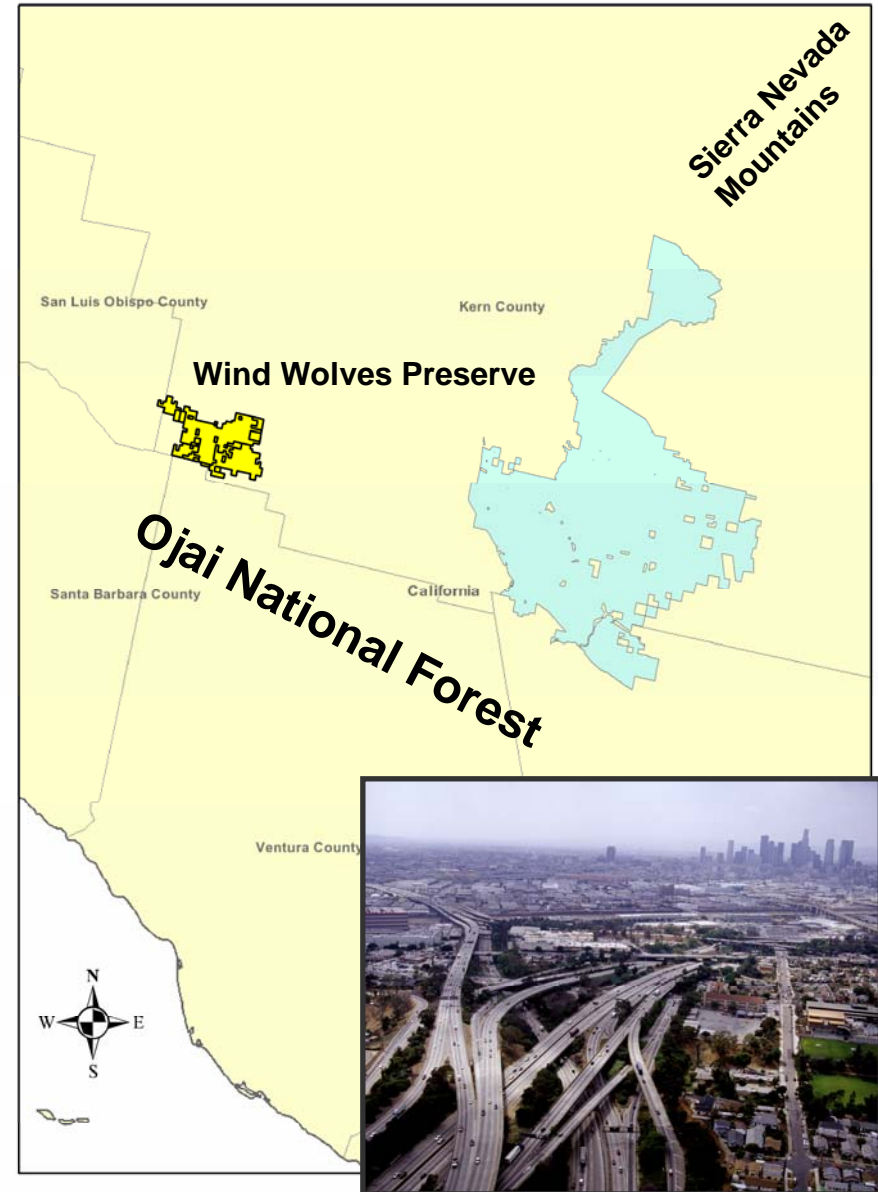 Sierra Nevada
Mountains
San Luis Obispo County
Kern County
Wind Wolves Preserve
Ojai National Forest
Santa Barbara County
California
Ventura County
N
W E
S